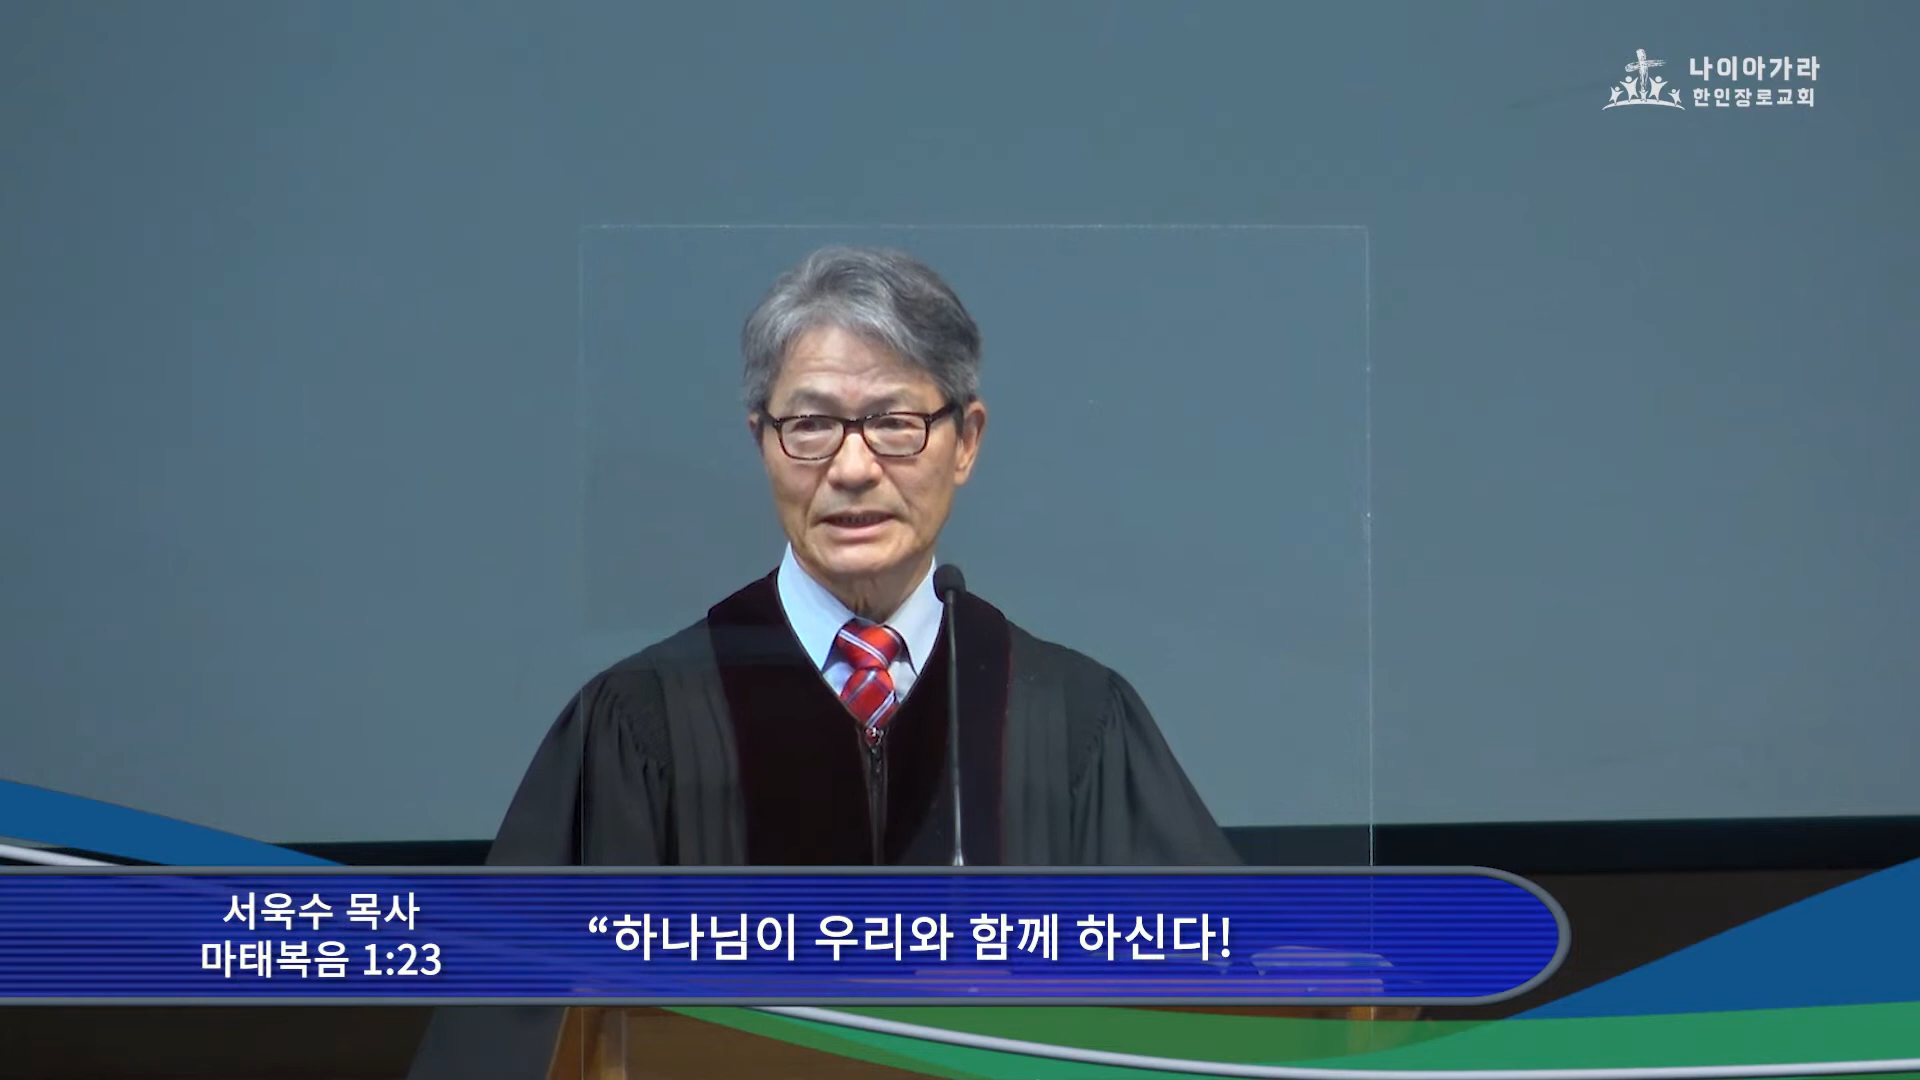 나이아가라
한인장로교회
서욱수 목사
마태복음 1:23
“하나님이 우리와 함께 하신다!